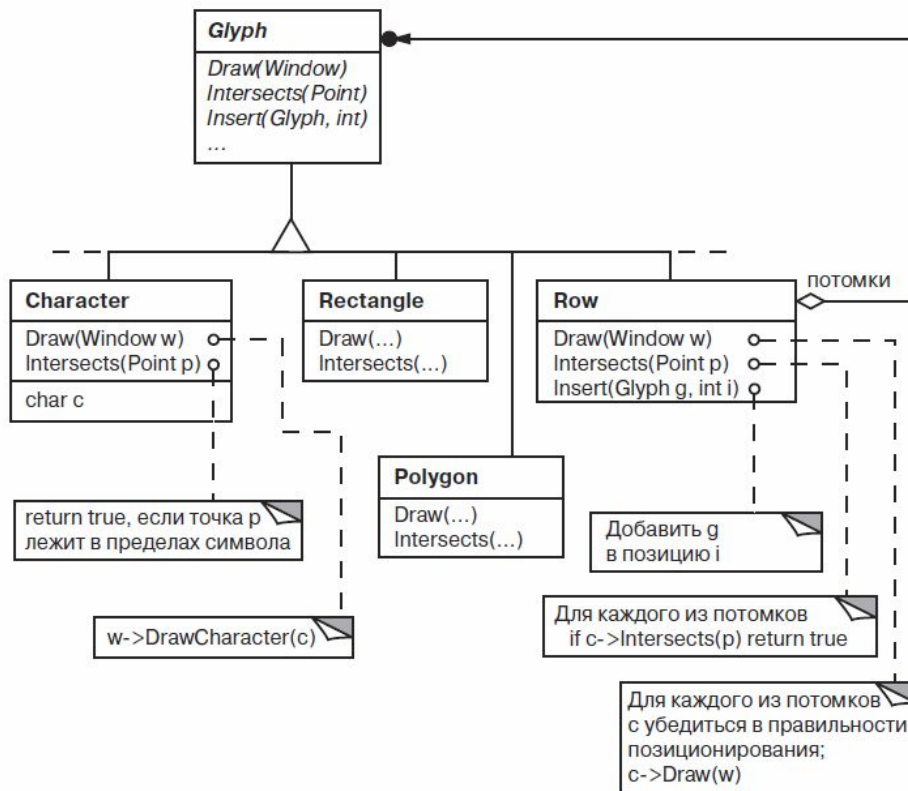 Glyph
Draw(Window)
Intersects(Point)
Insert(Glyph, int)
...
потомки
Character
Draw(Window w)
Intersects(Point p)
char c
Rectangle
Draw(...)
Intersects(...)
Row
Draw(Window w)
Intersects(Point p)
Insert(Glyph g, int i)
Polygon
Draw(...)
Intersects(...)
return true, если точка p
лежит в пределах символа
Добавить g
в позицию i
w->DrawCharacter(c)
Для каждого из потомков
if c->Intersects(p) return true
Для каждого из потомков
с убедиться в правильности
позиционирования;
c->Draw(w)